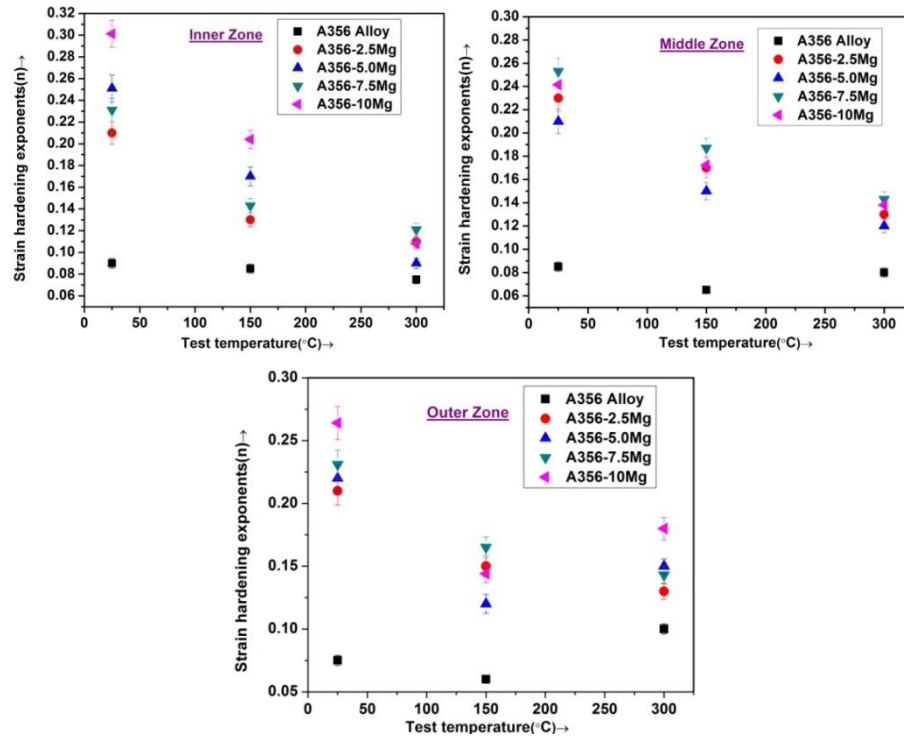 0.32
0.30
0.28
0.26
0.24
0.22
0.20
0.18
0.16
0.14
0.12
0.10
0.08
0.06
Strain hardening exponents(n)→
Inner Zone
A356 Alloy
A356-2.5Mg
A356-5.0Mg
A356-7.5Mg
A356-10Mg
0 50 100 150 200 250 300
Test temperature(°C)→
0.30
0.28
0.26
0.24
0.22
0.20
0.18
0.16
0.14
0.12
0.10
0.08
0.06
Strain hardening exponents(n)→
Middle Zone
A356 Alloy
A356-2.5Mg
A356-5.0Mg
A356-7.5Mg
A356-10Mg
0 50 100 150 200 250 300
Test temperature(°C)→
0.30
0.25
0.20
0.15
0.10
0.05
Strain hardening exponents(n)→
Outer Zone
A356 Alloy
A356-2.5Mg
A356-5.0Mg
A356-7.5Mg
A356-10Mg
0 50 100 150 200 250 300
Test temperature(°C)→